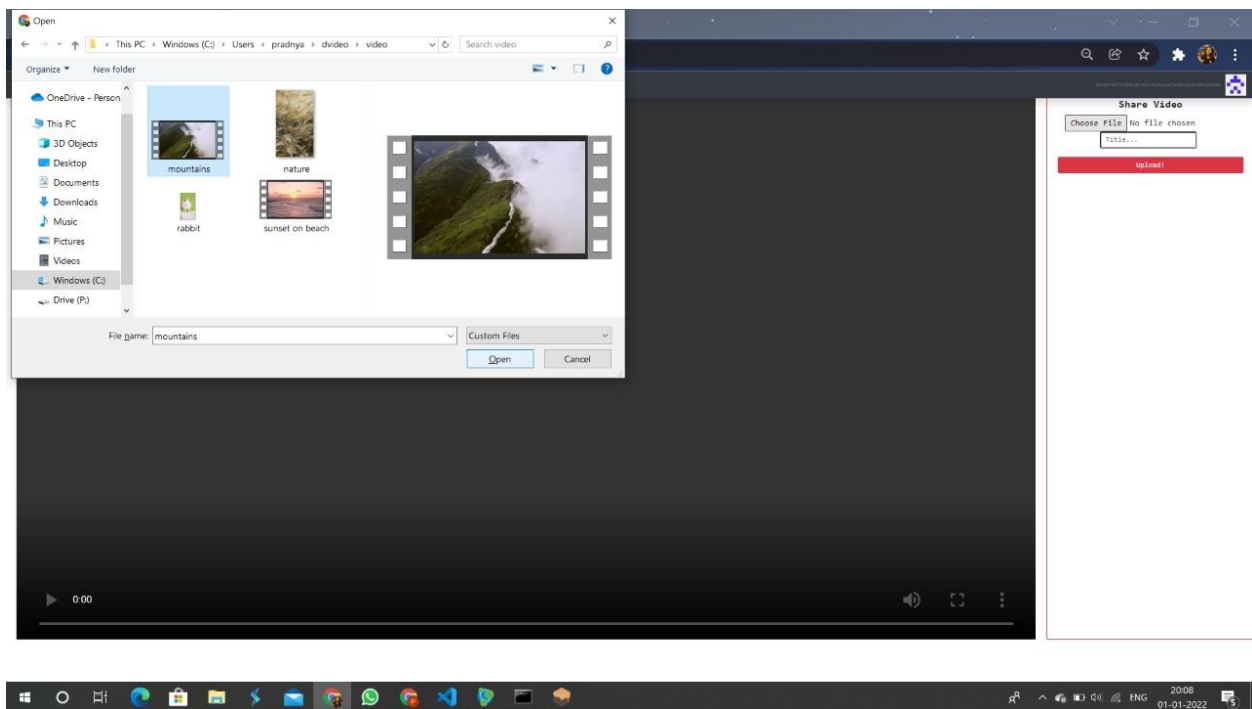 Open
This PC > Windows (C:) > Users > pradnya > dvideo > video
Search video
Organize
New folder
OneDrive - Person
This PC
3D Objects
Desktop
Documents
Downloads
Music
Pictures
Videos
Windows (C:)
Drive (P:)
mountains
nature
rabbit
sunset on beach
File name: mountains
Custom Files
Open
Cancel
Share Video
Choose File No file chosen
Title...
Upload!
0:00
ENG
20:08
01-01-2022
5